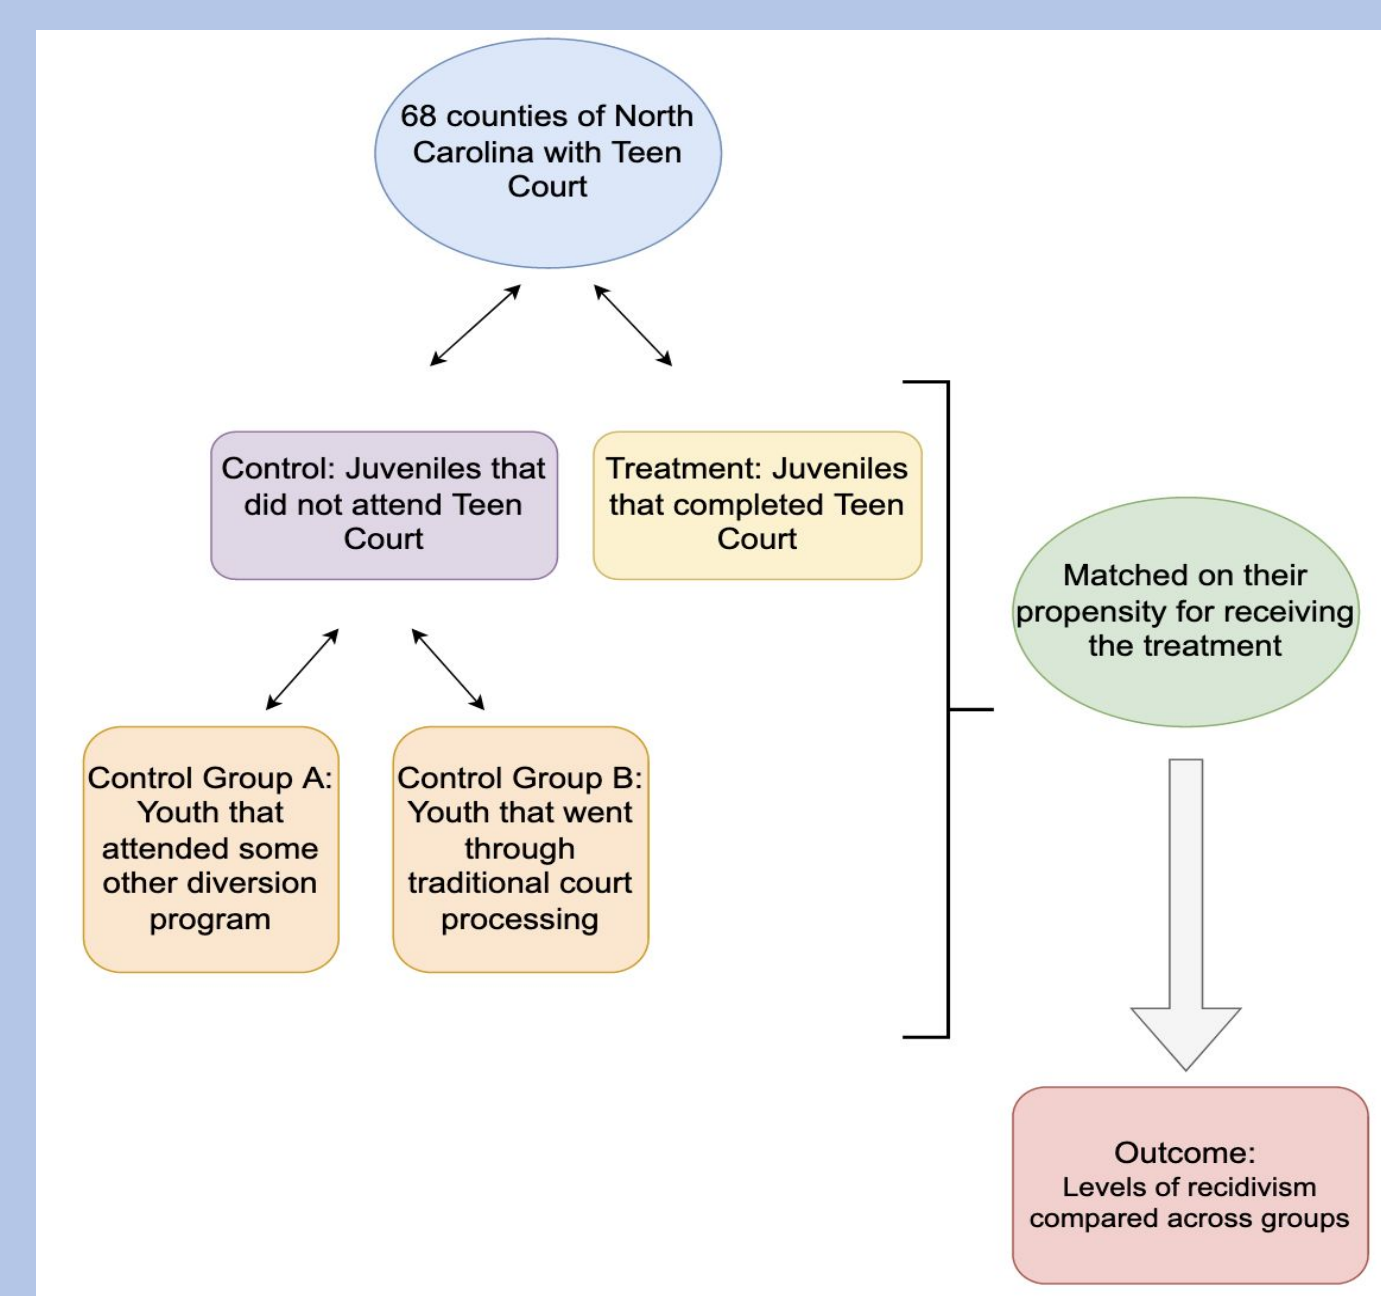 68 counties of North
Carolina with Teen
Court
Control: Juveniles that
did not attend Teen
Court
Treatment: Juveniles
that completed Teen
Court
Matched on their
propensity for receiving
the treatment
Control Group A:
Youth that
attended some
other diversion
program
Control Group B:
Youth that went
through
traditional court
processing
Outcome:
Levels of recidivism
compared across groups